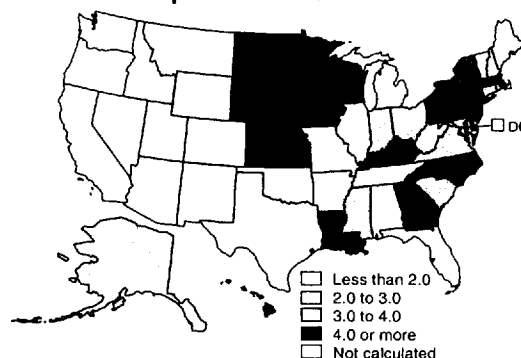 Less than 2.0
2.0 to 3.0
3.0 to 4.0
4.0 or more
Not calculated